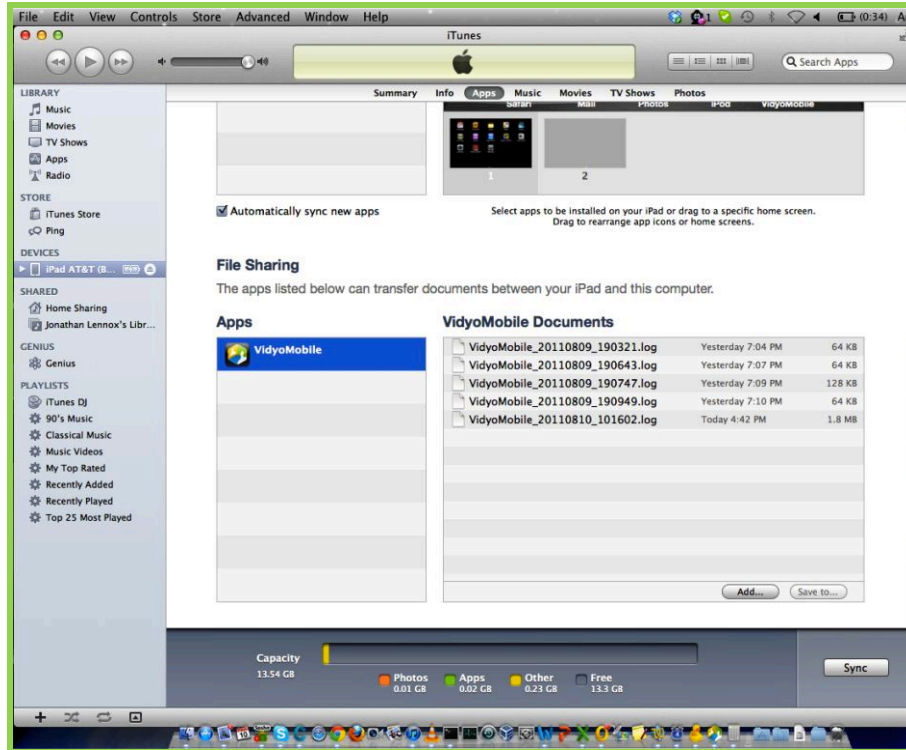 File Edit View Controls Store Advanced Window Help 1 (0:34)
iTunes
Search Apps
LIBRARY
Music
Movies
TV Shows
Apps
Radio
STORE
iTunes Store
Ping
DEVICES
iPad AT&T (B...
SHARED
Home Sharing
Jonathan Lennox's Libr...
GENIUS
Genius
PLAYLISTS
iTunes DJ
90's Music
Classical Music
Music Videos
My Top Rated
Recently Added
Recently Played
Top 25 Most Played
Summary Info Apps Music Movies TV Shows Photos
Safari Mail Photos iPod VidyoMobile
1 2
Automatically sync new apps
Select apps to be installed on your iPad or drag to a specific home screen.
Drag to rearrange app icons or home screens.
File Sharing
The apps listed below can transfer documents between your iPad and this computer.
Apps
VidyoMobile
VidyoMobile Documents
VidyoMobile_20110809_190321.log Yesterday 7:04 PM 64 KB
VidyoMobile_20110809_190643.log Yesterday 7:07 PM 64 KB
VidyoMobile_20110809_190747.log Yesterday 7:09 PM 128 KB
VidyoMobile_20110809_190949.log Yesterday 7:10 PM 64 KB
VidyoMobile_20110810_101602.log Today 4:42 PM 1.8 MB
Add... Save to...
Capacity
13.54 GB
Photos Apps Other Free
0.01 GB 0.02 GB 0.23 GB 13.3 GB
Sync